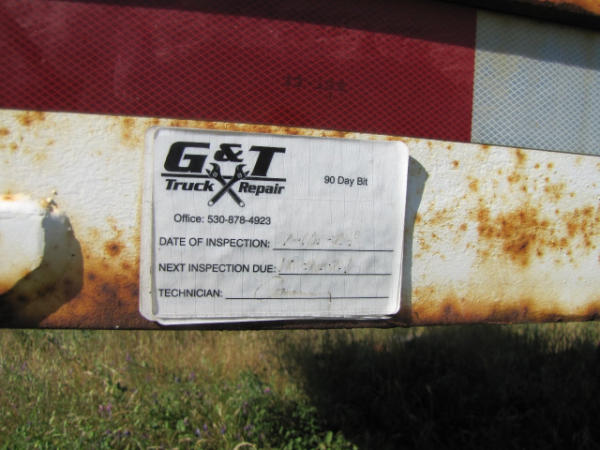 G&T
Truck Repair
90 Day Bit
Office: 530-878-4923
DATE OF INSPECTION:
NEXT INSPECTION DUE:
TECHNICIAN: